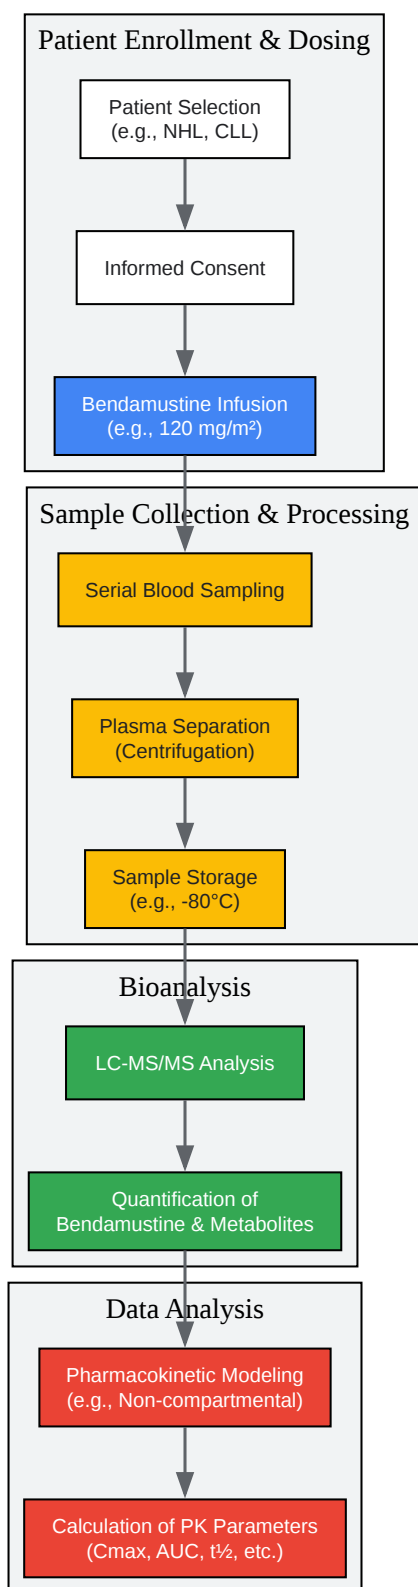 Patient Enrollment & Dosing
Patient Selection
(e.g., NHL, CLL)
Informed Consent
Bendamustine Infusion
(e.g., 120 mg/m²)
Sample Collection & Processing
Serial Blood Sampling
Plasma Separation
(Centrifugation)
Sample Storage
(e.g., -80°C)
Bioanalysis
LC-MS/MS Analysis
Quantification of
Bendamustine & Metabolites
Data Analysis
Pharmacokinetic Modeling
(e.g., Non-compartmental)
Calculation of PK Parameters
(Cmax, AUC, t½, etc.)